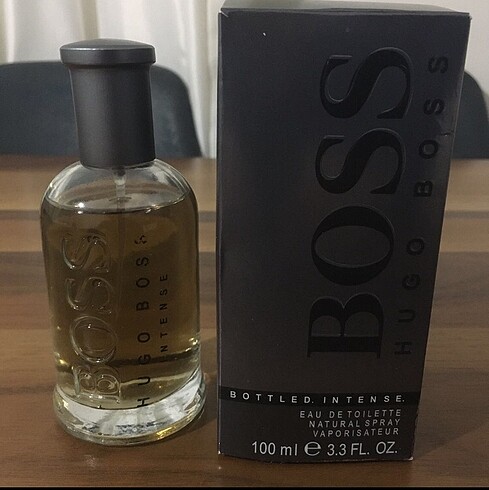 BOSS
HUGO BOSS
INTENSE
BOSS
HUGO BOSS
BOTTLED. INTENSE.
EAU DE TOILETTE
NATURAL SPRAY
VAPORISATEUR
100 ml ℮ 3.3 FL. OZ.